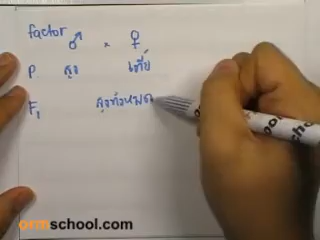 factor ♂ × ♀
P สูง เตี้ย
F₁ สูงทั้งหมด
ormschool.com